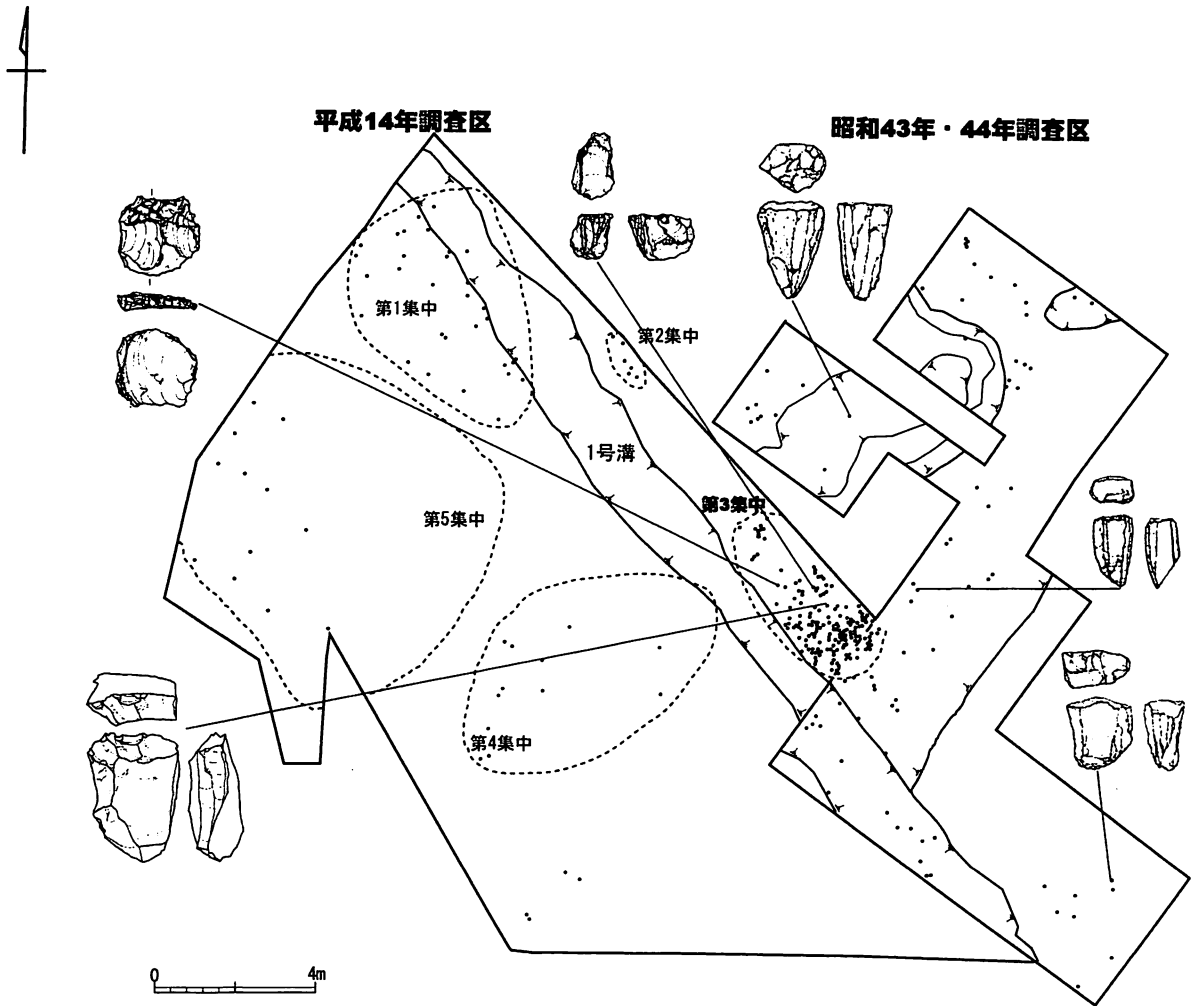 平成14年調査区
昭和43年・44年調査区
第1集中
第2集中
1号溝
第3集中
第5集中
第4集中
0 4m